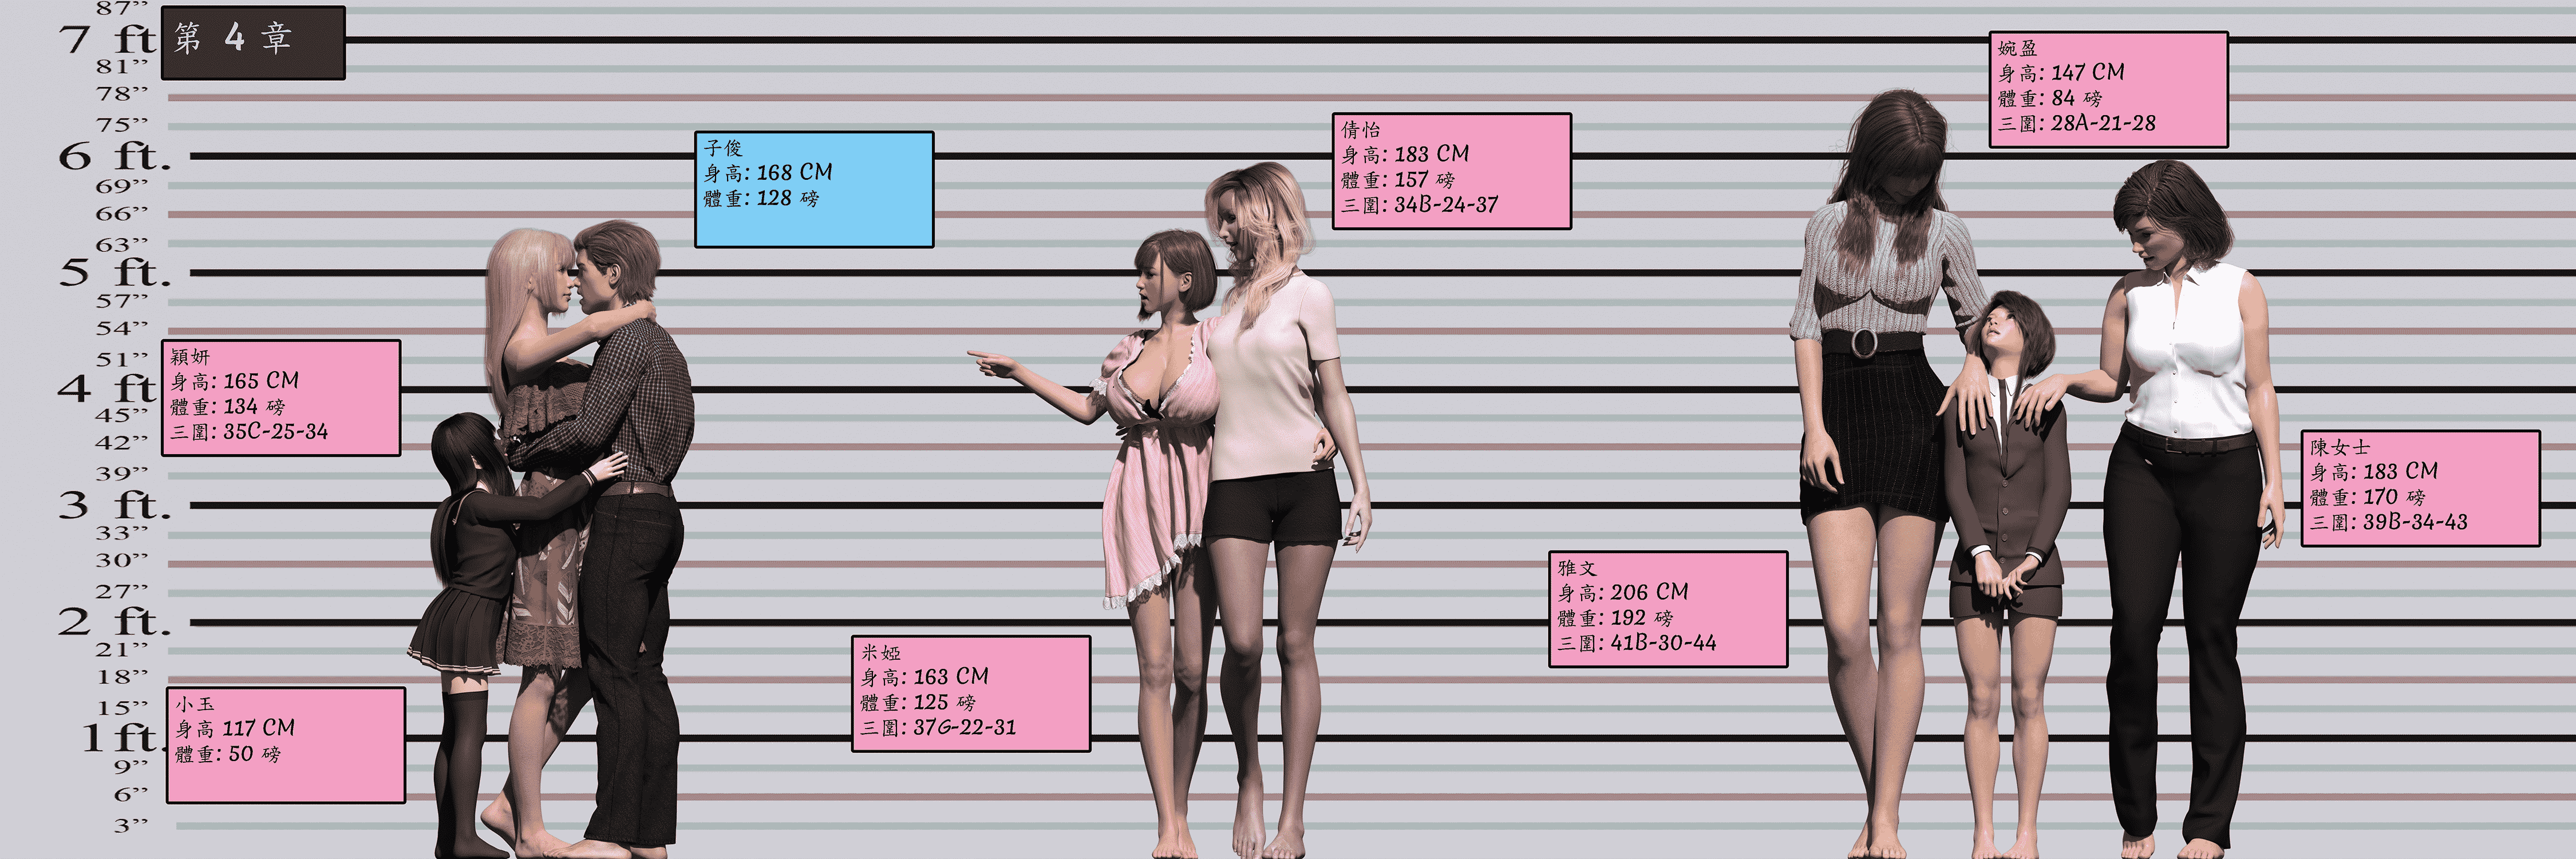 87”
7 ft
81”
78”
75”
6 ft.
69”
66”
63”
5 ft.
57”
54”
51”
4 ft
45”
42”
39”
3 ft.
33”
30”
27”
2 ft.
21”
18”
15”
1 ft.
9”
6”
3”
第 4 章
穎妍
身高: 165 CM
體重: 134 磅
三圍: 35C-25-34
小玉
身高 117 CM
體重: 50 磅
子俊
身高: 168 CM
體重: 128 磅
米婭
身高: 163 CM
體重: 125 磅
三圍: 37G-22-31
倩怡
身高: 183 CM
體重: 157 磅
三圍: 34B-24-37
雅文
身高: 206 CM
體重: 192 磅
三圍: 41B-30-44
婉盈
身高: 147 CM
體重: 84 磅
三圍: 28A-21-28
陳女士
身高: 183 CM
體重: 170 磅
三圍: 39B-34-43